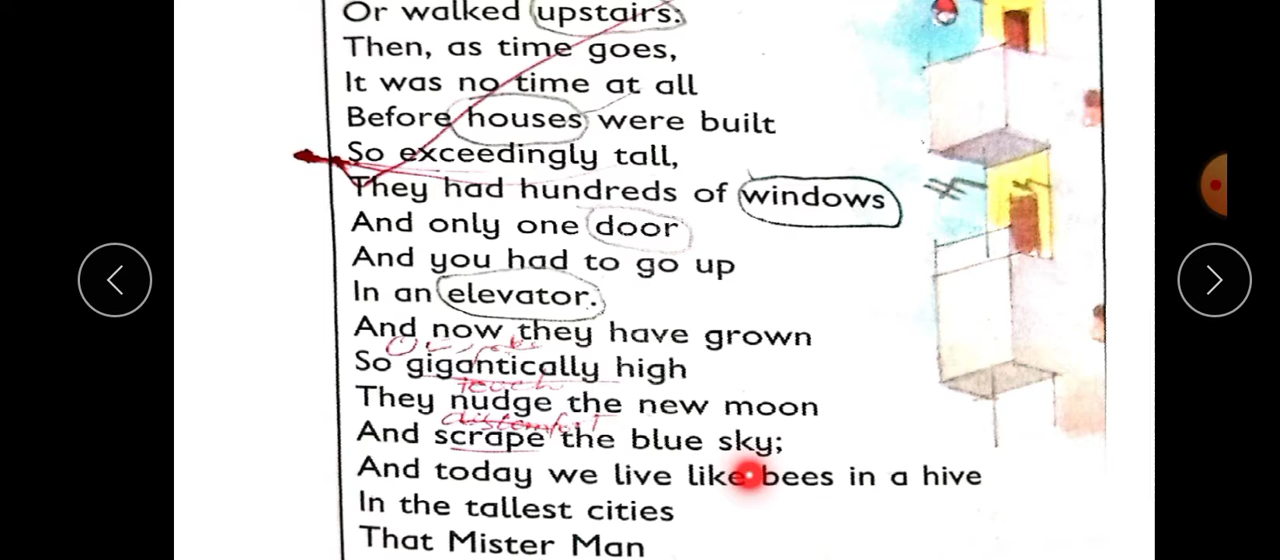 Or walked upstairs.
Then, as time goes,
It was no time at all
Before houses were built
So exceedingly tall,
They had hundreds of windows
And only one door
And you had to go up
In an elevator.
And now they have grown
So gigantically high
touch
They nudge the new moon
And scrape the blue sky;
And today we live like bees in a hive
In the tallest cities
That Mister Man